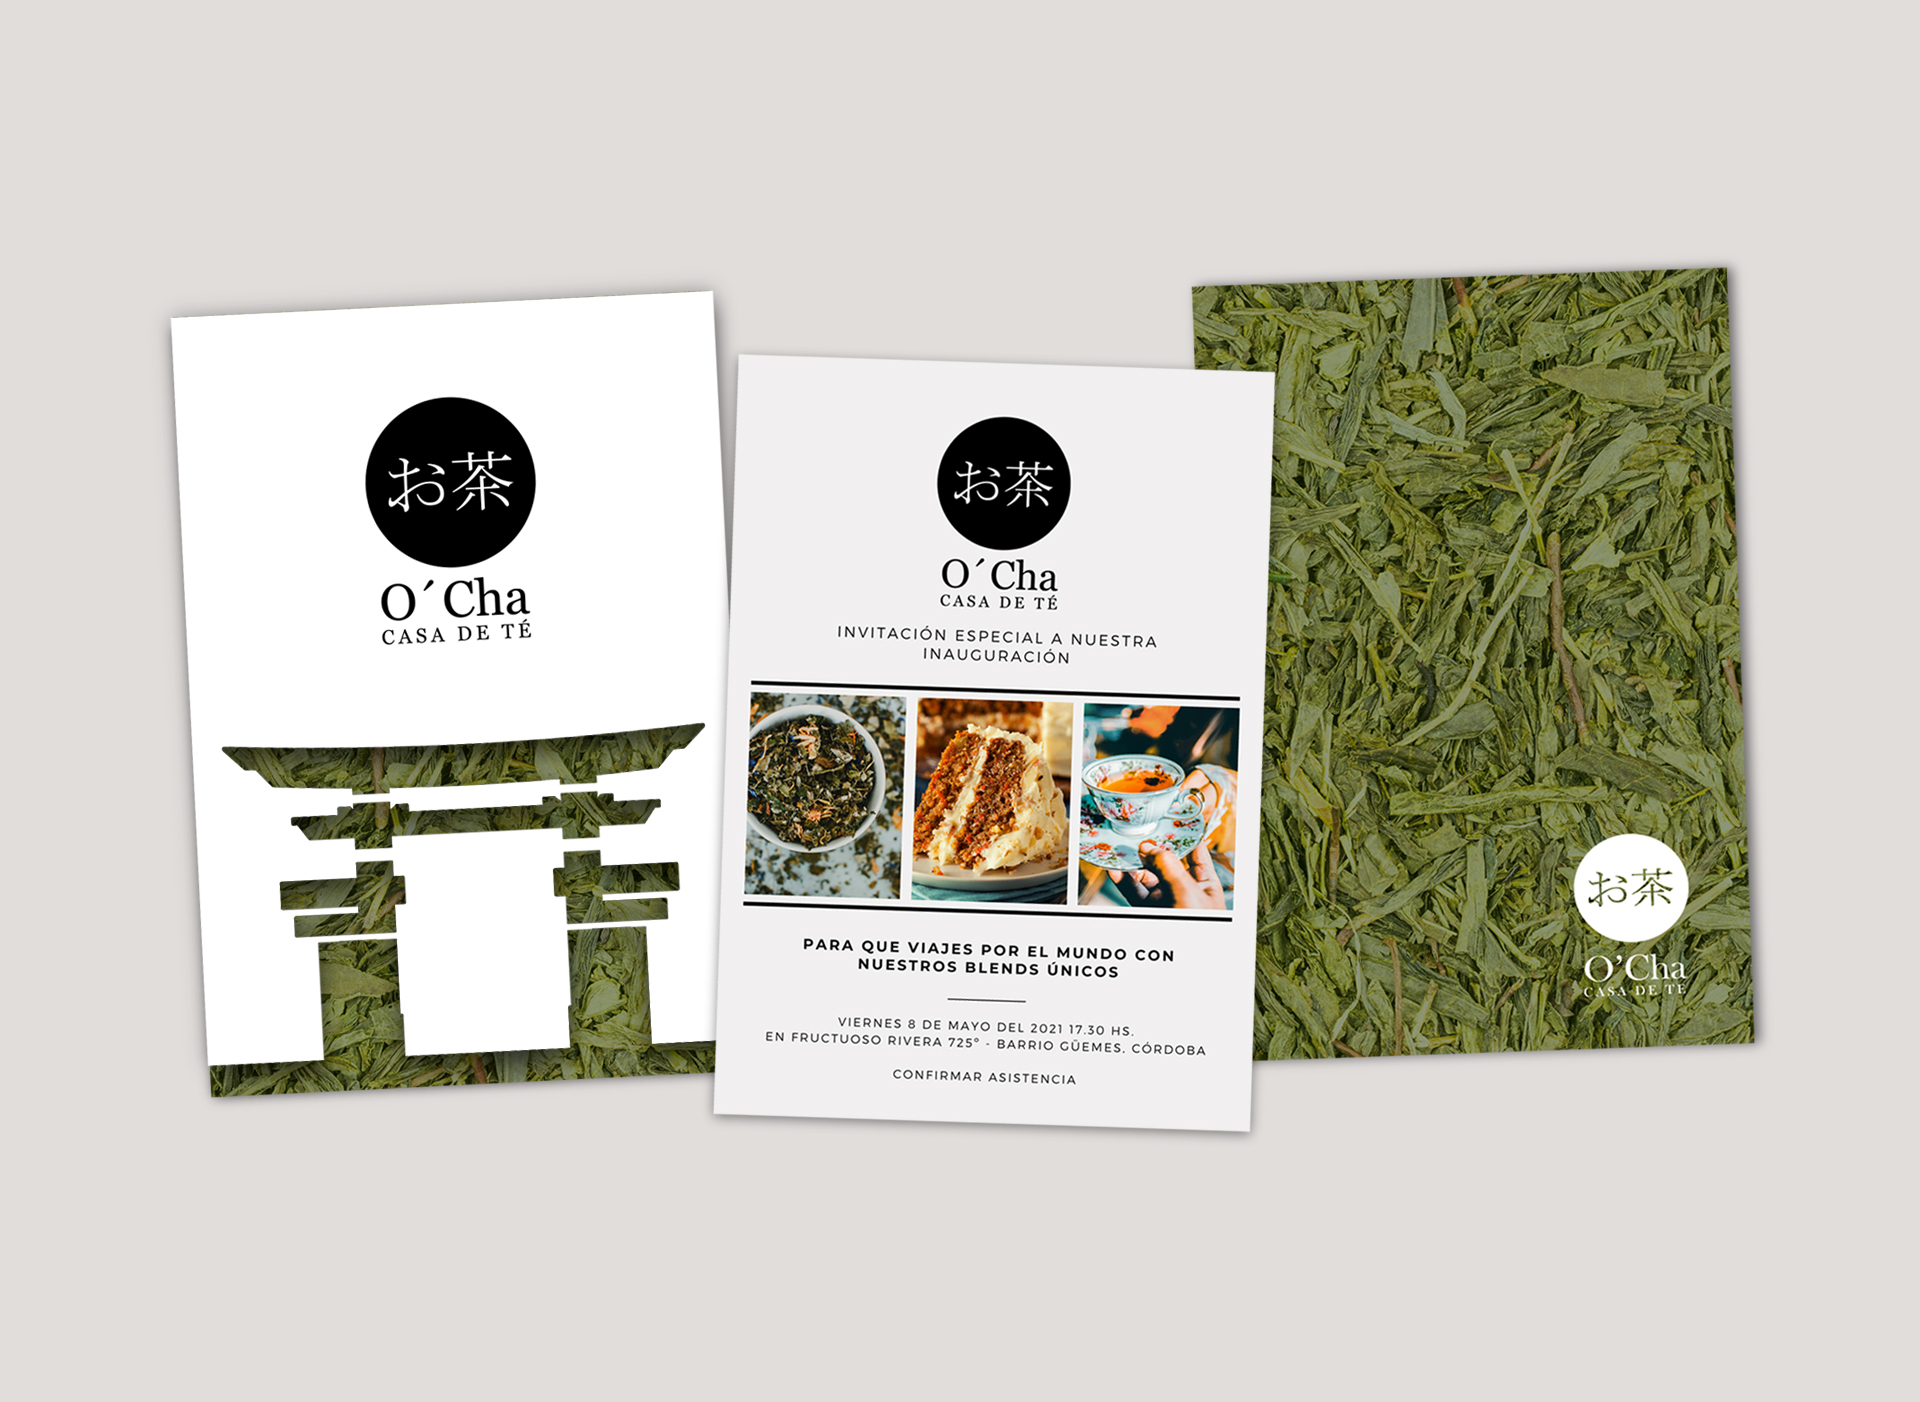 お茶
O´Cha
CASA DE TÉ
お茶
O´Cha
CASA DE TÉ
INVITACIÓN ESPECIAL A NUESTRA
INAUGURACIÓN
PARA QUE VIAJES POR EL MUNDO CON
NUESTROS BLENDS ÚNICOS
VIERNES 8 DE MAYO DEL 2021 17.30 HS.
EN FRUCTUOSO RIVERA 725° - BARRIO GÜEMES, CÓRDOBA
CONFIRMAR ASISTENCIA
お茶
O’Cha
CASA DE TÉ